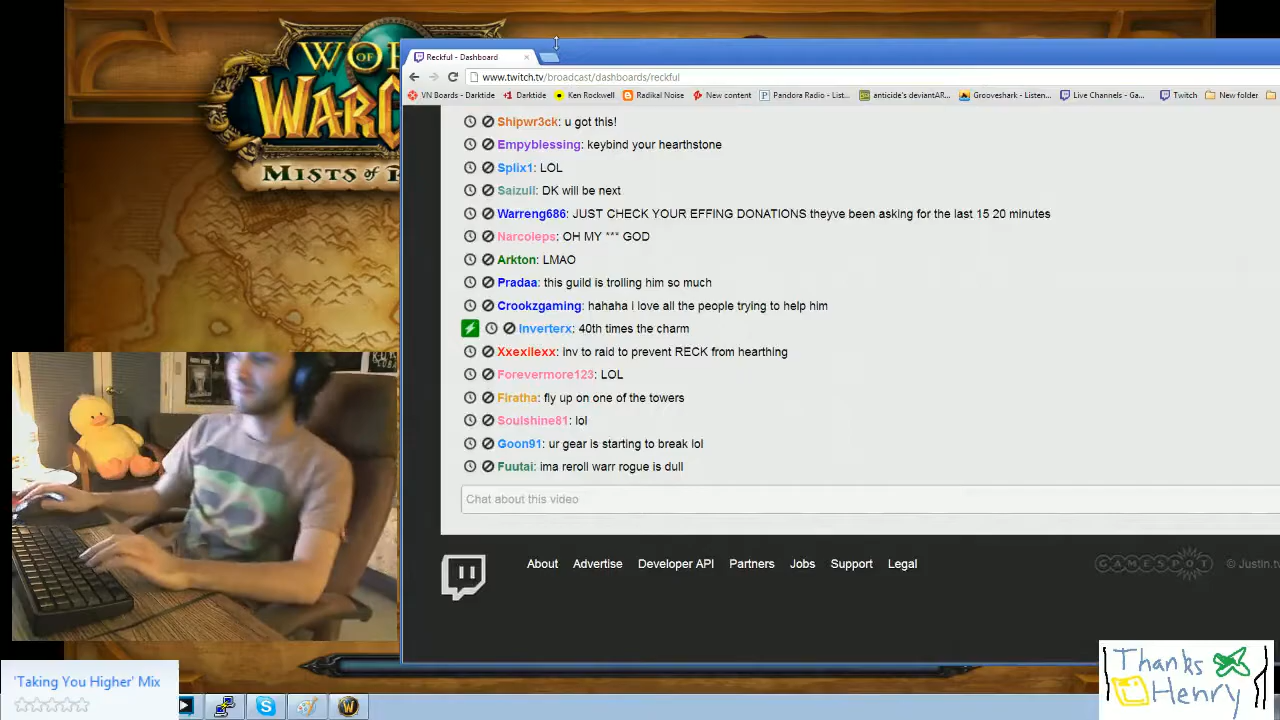 WOR
OF
WARC
MISTS of P
Reckful - Dashboard
www.twitch.tv/broadcast/dashboards/reckful
VN Boards - Darktide
+1 Darktide
Ken Rockwell
Radikal Noise
New content
Pandora Radio - List...
anticide's deviantAR...
Grooveshark - Listen...
Live Channels - Ga...
Twitch
New folder
Shipwr3ck: u got this!
Empyblessing: keybind your hearthstone
Splix1: LOL
Saizuil: DK will be next
Warreng686: JUST CHECK YOUR EFFING DONATIONS theyve been asking for the last 15 20 minutes
Narcoleps: OH MY *** GOD
Arkton: LMAO
Pradaa: this guild is trolling him so much
Crookzgaming: hahaha I love all the people trying to help him
Inverterx: 40th times the charm
Xxexilexx: inv to raid to prevent RECK from hearthing
Forevermore123: LOL
Firatha: fly up on one of the towers
Soulshine81: lol
Goon91: ur gear is starting to break lol
Fuutai: ima reroll warr rogue is dull
Chat about this video
About
Advertise
Developer API
Partners
Jobs
Support
Legal
GAMESPOT
© Justin.tv
'Taking You Higher' Mix
Thanks
Henry